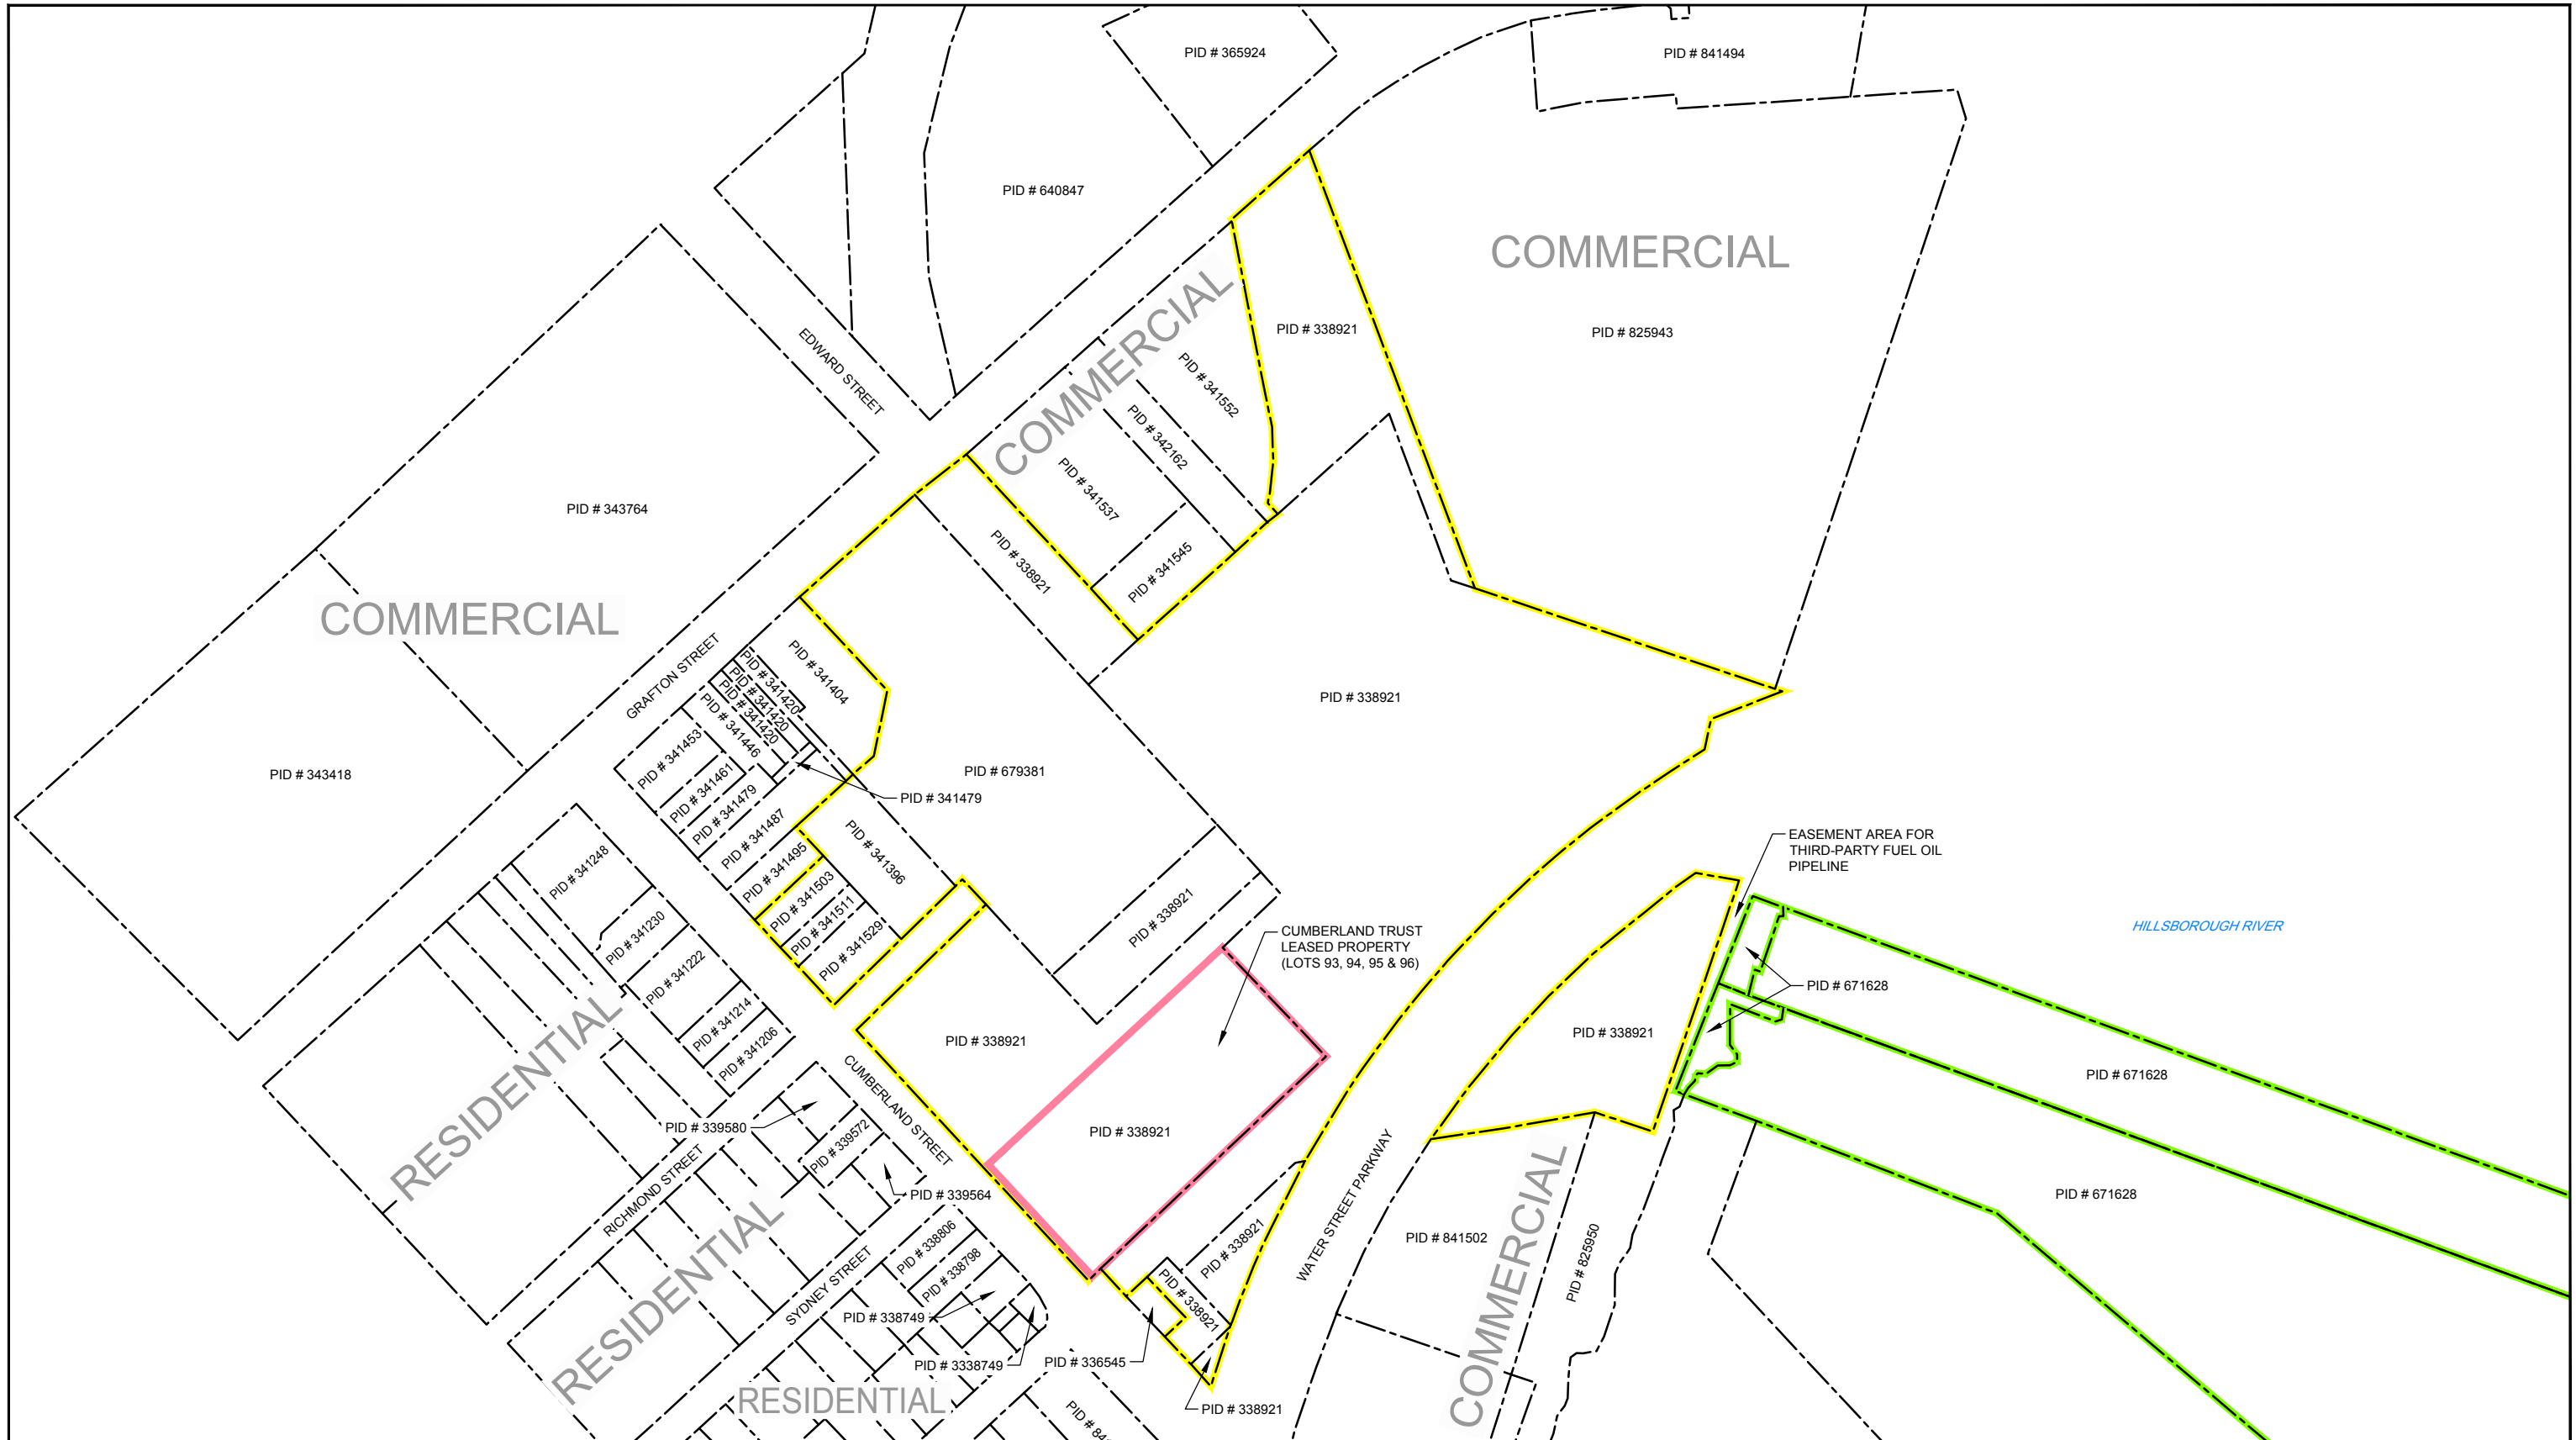 PID # 365924
PID # 841494
PID # 640847
COMMERCIAL
PID # 338921
PID # 825943
EDWARD STREET
COMMERCIAL
PID # 341552
PID # 342162
PID # 341537
PID # 343764
PID # 338921
PID # 341545
COMMERCIAL
GRAFTON STREET
PID # 341404
PID # 341420
PID # 341420
PID # 341420
PID # 341446
PID # 341453
PID # 338921
PID # 343418
PID # 341461
PID # 679381
PID # 341479
PID # 341479
PID # 341487
EASEMENT AREA FOR
THIRD-PARTY FUEL OIL
PIPELINE
PID # 341248
PID # 341495
PID # 341396
PID # 341503
PID # 341511
PID # 338921
HILLSBOROUGH RIVER
PID # 341230
PID # 341529
CUMBERLAND TRUST
LEASED PROPERTY
(LOTS 93, 94, 95 & 96)
PID # 341222
PID # 671628
PID # 341214
PID # 341206
PID # 338921
PID # 338921
RESIDENTIAL
CUMBERLAND STREET
PID # 671628
PID # 339580
PID # 339572
PID # 338921
RICHMOND STREET
PID # 339564
PID # 671628
WATER STREET PARKWAY
PID # 338806
PID # 338921
PID # 841502
COMMERCIAL
PID # 825950
RESIDENTIAL
SYDNEY STREET
PID # 338798
PID # 338921
PID # 338749
PID # 3338749
PID # 336545
RESIDENTIAL
PID # 338921